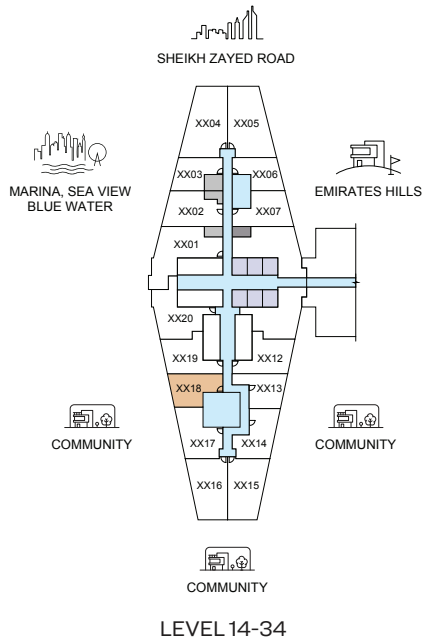 SHEIKH ZAYED ROAD
XX04 XX05
MARINA, SEA VIEW
BLUE WATER
XX03 XX06
EMIRATES HILLS
XX02 XX07
XX01
XX20
XX19 XX12
XX18 XX13
COMMUNITY
COMMUNITY
XX17 XX14
XX16 XX15
COMMUNITY
LEVEL 14-34